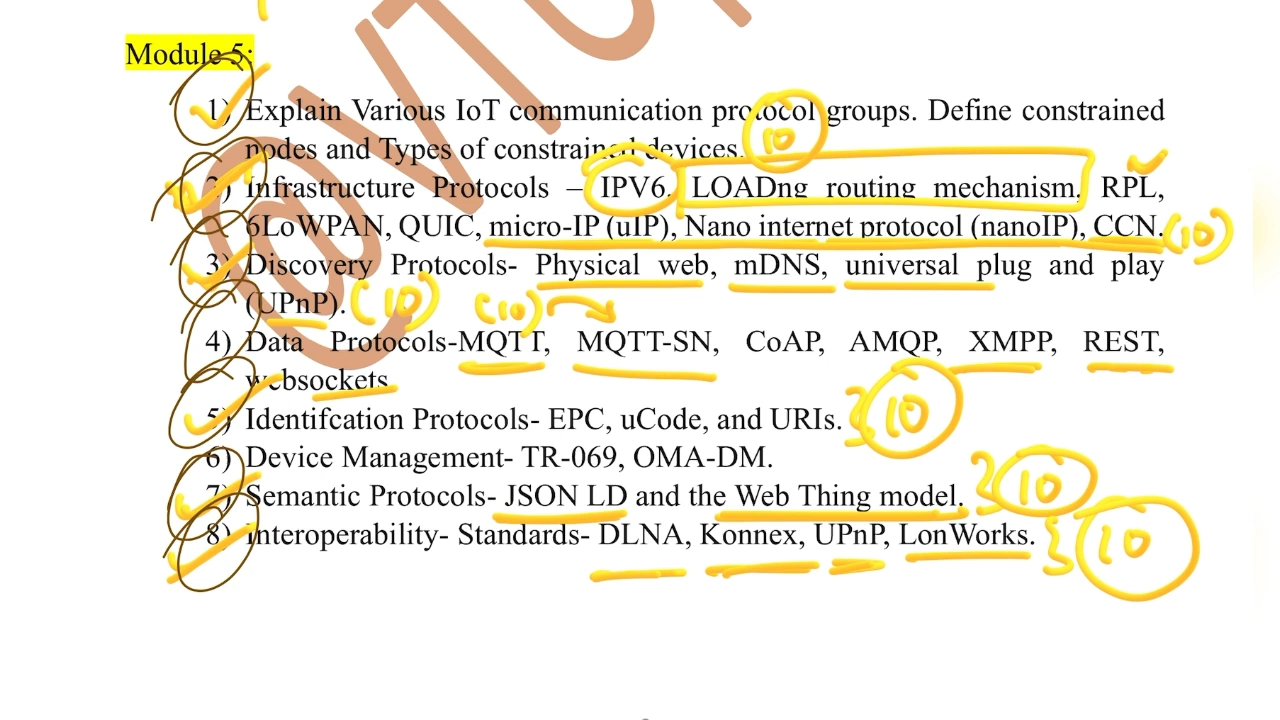 Module 5:
1) Explain Various IoT communication protocol groups. Define constrained
nodes and Types of constrained devices. 10
2) Infrastructure Protocols – IPV6, LOADng routing mechanism, RPL,
6LoWPAN, QUIC, micro-IP (uIP), Nano internet protocol (nanoIP), CCN. (10)
3) Discovery Protocols- Physical web, mDNS, universal plug and play
(UPnP). (10) (10)
4) Data Protocols-MQTT, MQTT-SN, CoAP, AMQP, XMPP, REST,
websockets
5) Identifcation Protocols- EPC, uCode, and URIs. 10
6) Device Management- TR-069, OMA-DM.
7) Semantic Protocols- JSON LD and the Web Thing model. 10
8) Interoperability- Standards- DLNA, Konnex, UPnP, LonWorks. 10